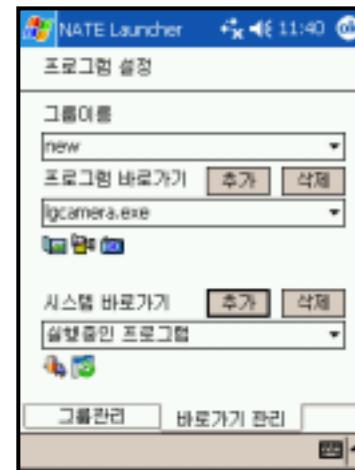 NATE Launcher 11:40
프로그램 설정
그룹이름
new
프로그램 바로가기 추가 삭제
lgcamera.exe
시스템 바로가기 추가 삭제
실행중인 프로그램
그룹관리 바로가기 관리